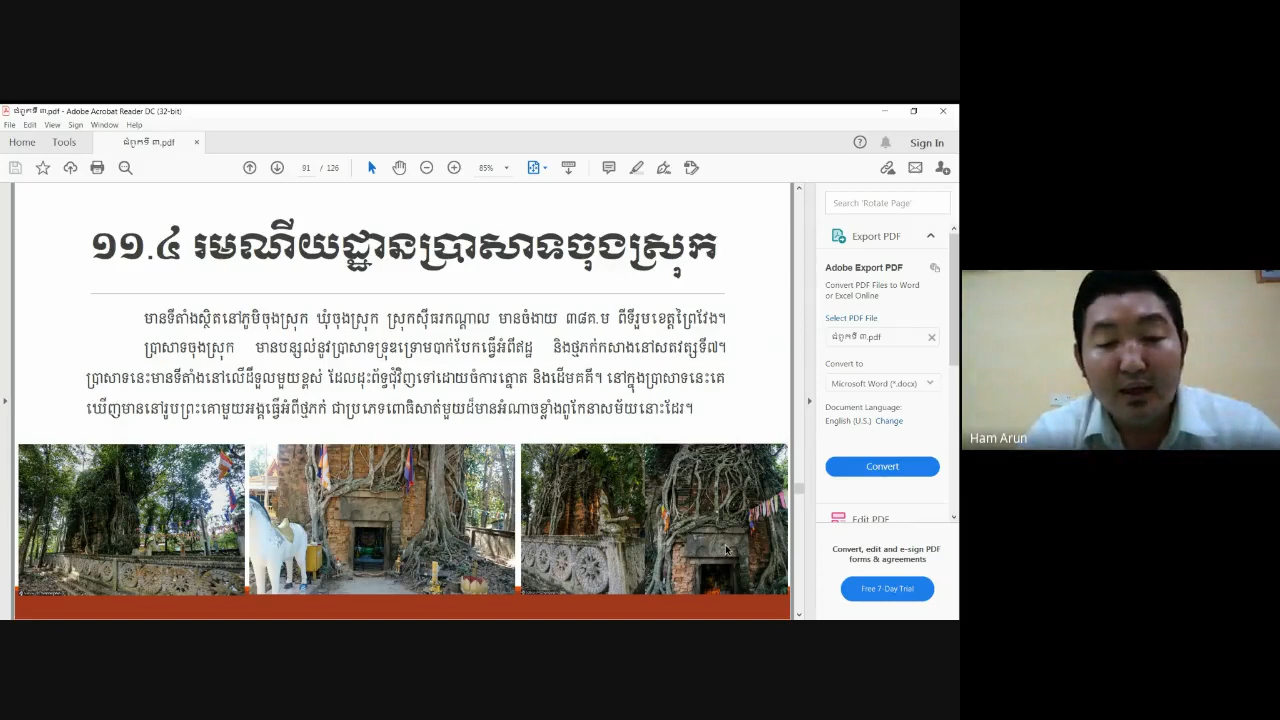 ជំពូកទី ៣.pdf - Adobe Acrobat Reader DC (32-bit)
File Edit View Sign Window Help
Home Tools ជំពូកទី ៣.pdf × Sign In
91 / 126 85%
១១.៤ រមណីយដ្ឋានប្រាសាទចុងស្រុក
មានទីតាំងស្ថិតនៅភូមិចុងស្រុក ឃុំចុងស្រុក ស្រុកស៊ីធរកណ្តាល មានចំងាយ ៣៨គ.ម ពីទីរួមខេត្តព្រៃវែង។
ប្រាសាទចុងស្រុក មានបន្សល់នូវប្រាសាទទ្រុឌទ្រោមបាក់បែកធ្វើអំពីឥដ្ឋ និងថ្មភក់កសាងនៅសតវត្សទី៧។
ប្រាសាទនេះមានទីតាំងនៅលើដីទួលមួយខ្ពស់ ដែលដុះព័ទ្ធជុំវិញទៅដោយចំការត្នោត និងដើមគគី។ នៅក្នុងប្រាសាទនេះគេ
ឃើញមាននៅរូបព្រះគោមួយអង្គធ្វើអំពីថ្មភក់ ជាប្រភេទពោធិសាត់មួយដ៏មានអំណាចខ្លាំងពូកែនាសម័យនោះដែរ។
Search 'Rotate Page'
Export PDF
Adobe Export PDF
Convert PDF Files to Word
or Excel Online
Select PDF File
ជំពូកទី ៣.pdf
Convert to
Microsoft Word (*.docx)
Document Language:
English (U.S.) Change
Convert
Edit PDF
Convert, edit and e-sign PDF
forms & agreements
Free 7-Day Trial
Ham Arun